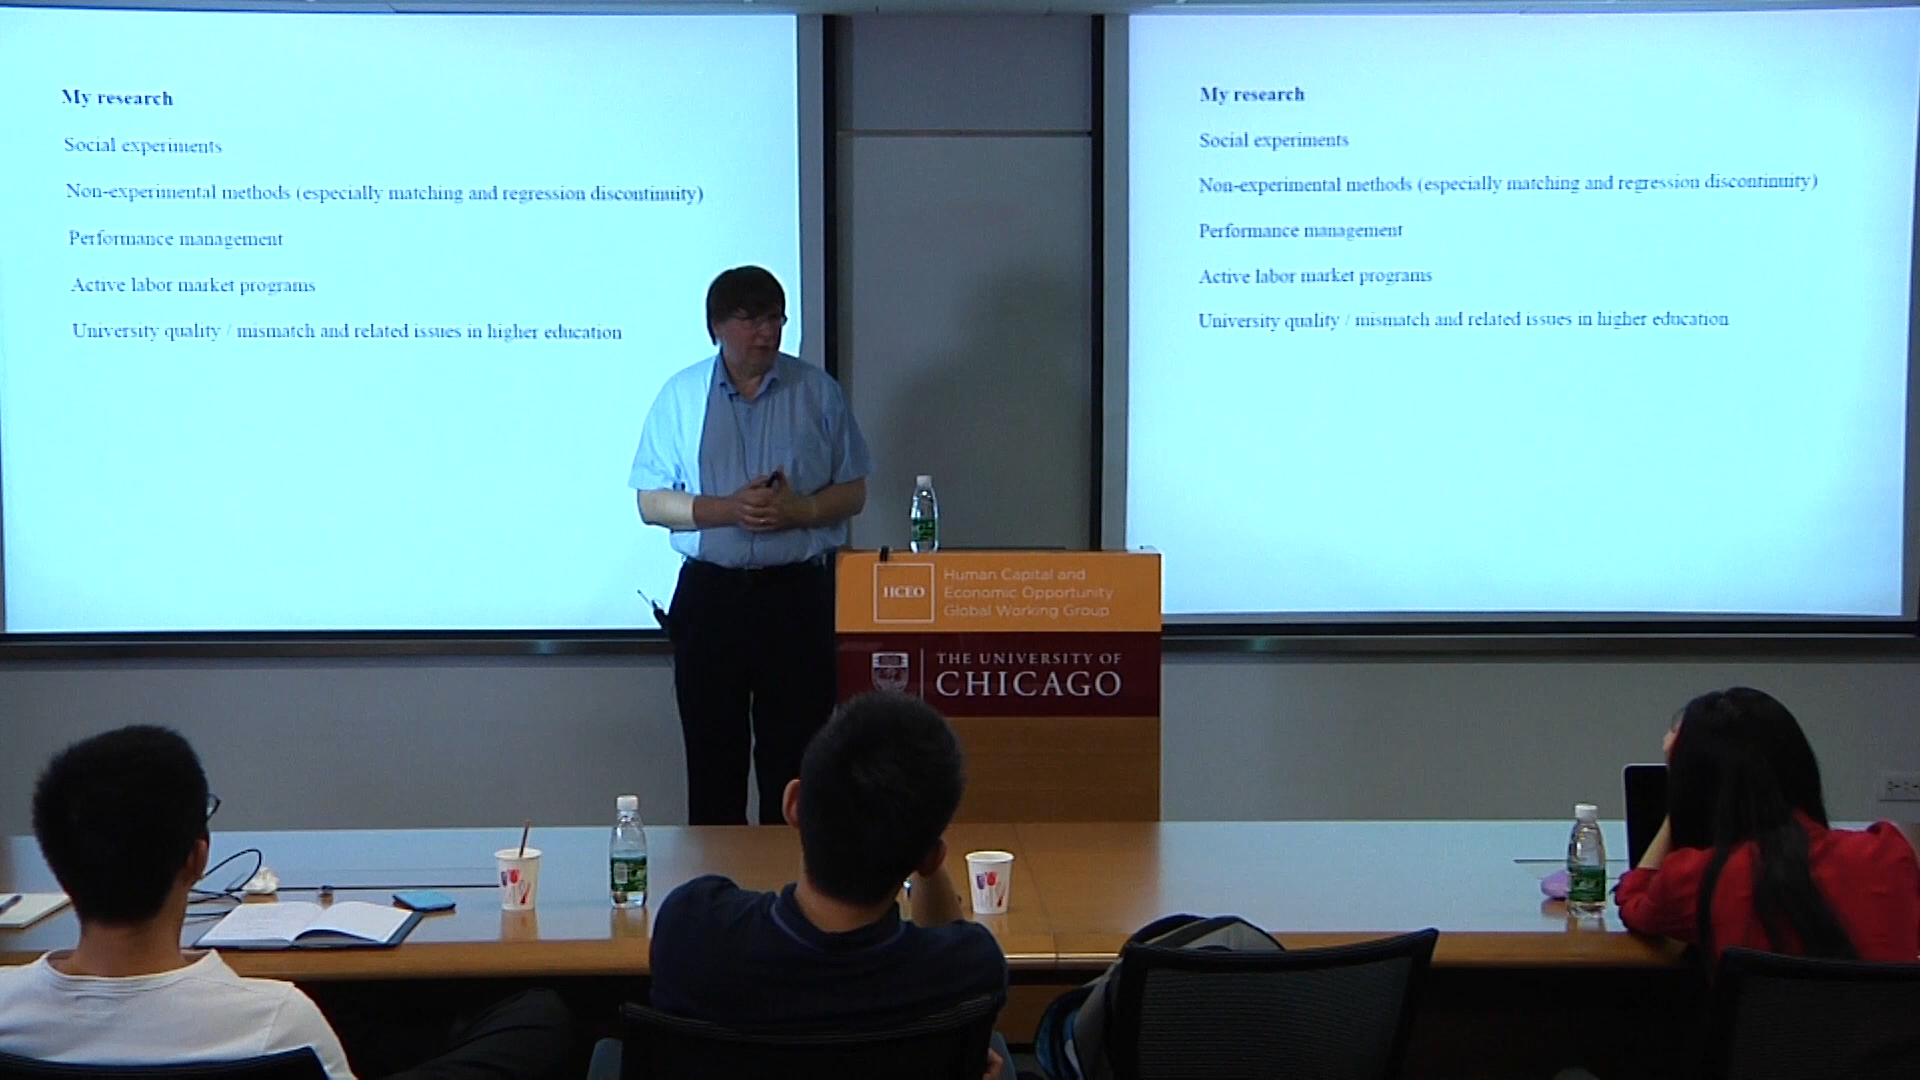 My research
Social experiments
Non-experimental methods (especially matching and regression discontinuity)
Performance management
Active labor market programs
University quality / mismatch and related issues in higher education
My research
Social experiments
Non-experimental methods (especially matching and regression discontinuity)
Performance management
Active labor market programs
University quality / mismatch and related issues in higher education
HCEO
Human Capital and
Economic Opportunity
Global Working Group
THE UNIVERSITY OF
CHICAGO